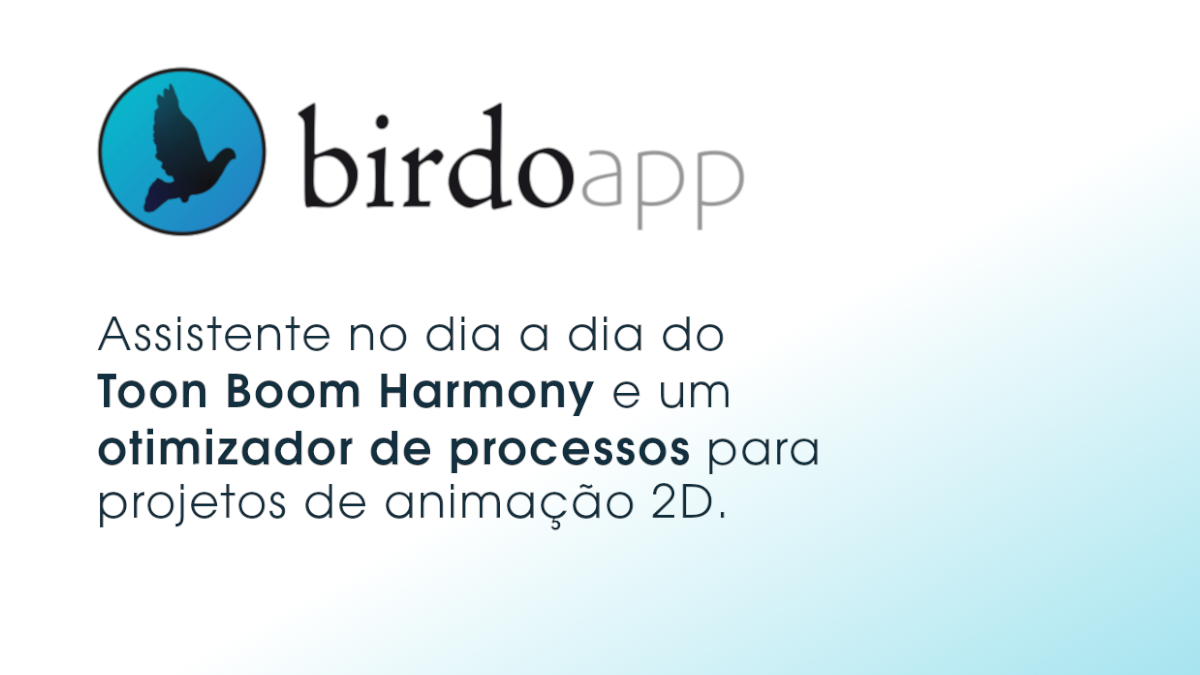 birdoapp
Assistente no dia a dia do
Toon Boom Harmony e um
otimizador de processos para
projetos de animação 2D.